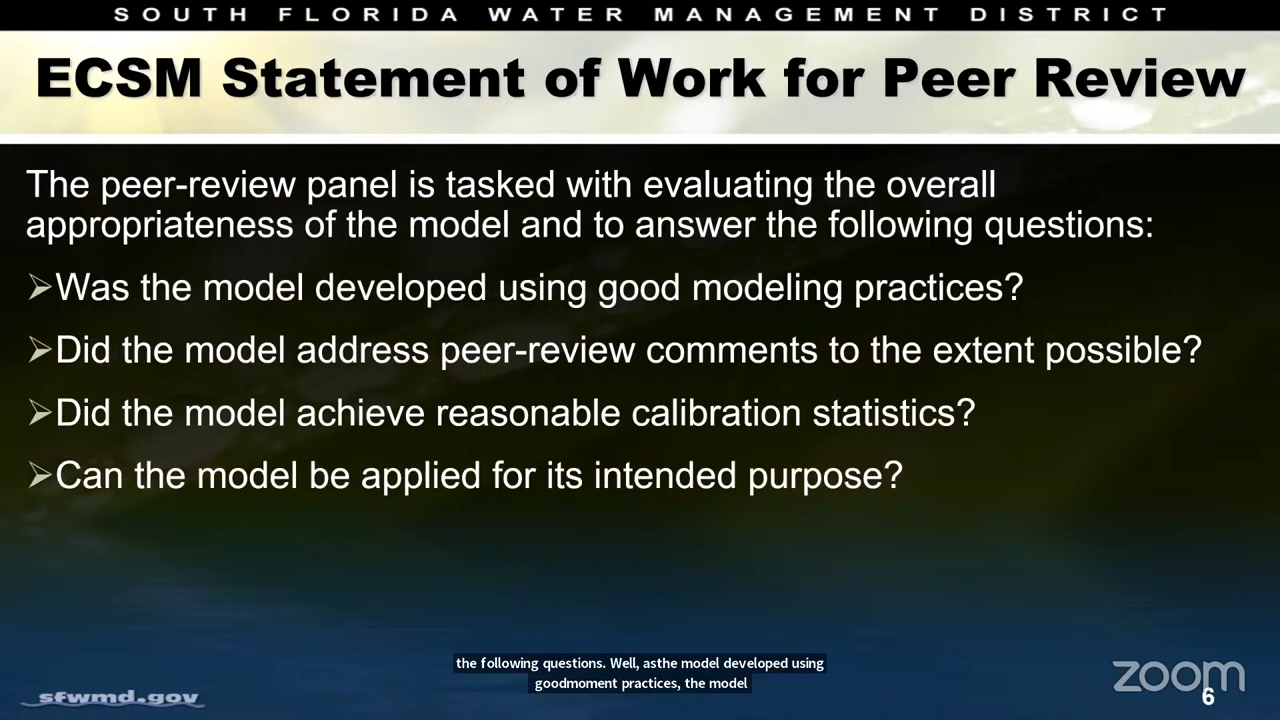 SOUTH FLORIDA WATER MANAGEMENT DISTRICT
ECSM Statement of Work for Peer Review
The peer-review panel is tasked with evaluating the overall
appropriateness of the model and to answer the following questions:
Was the model developed using good modeling practices?
Did the model address peer-review comments to the extent possible?
Did the model achieve reasonable calibration statistics?
Can the model be applied for its intended purpose?
the following questions. Well, asthe model developed using
goodmoment practices, the model
sfwmd.gov
zoom
6